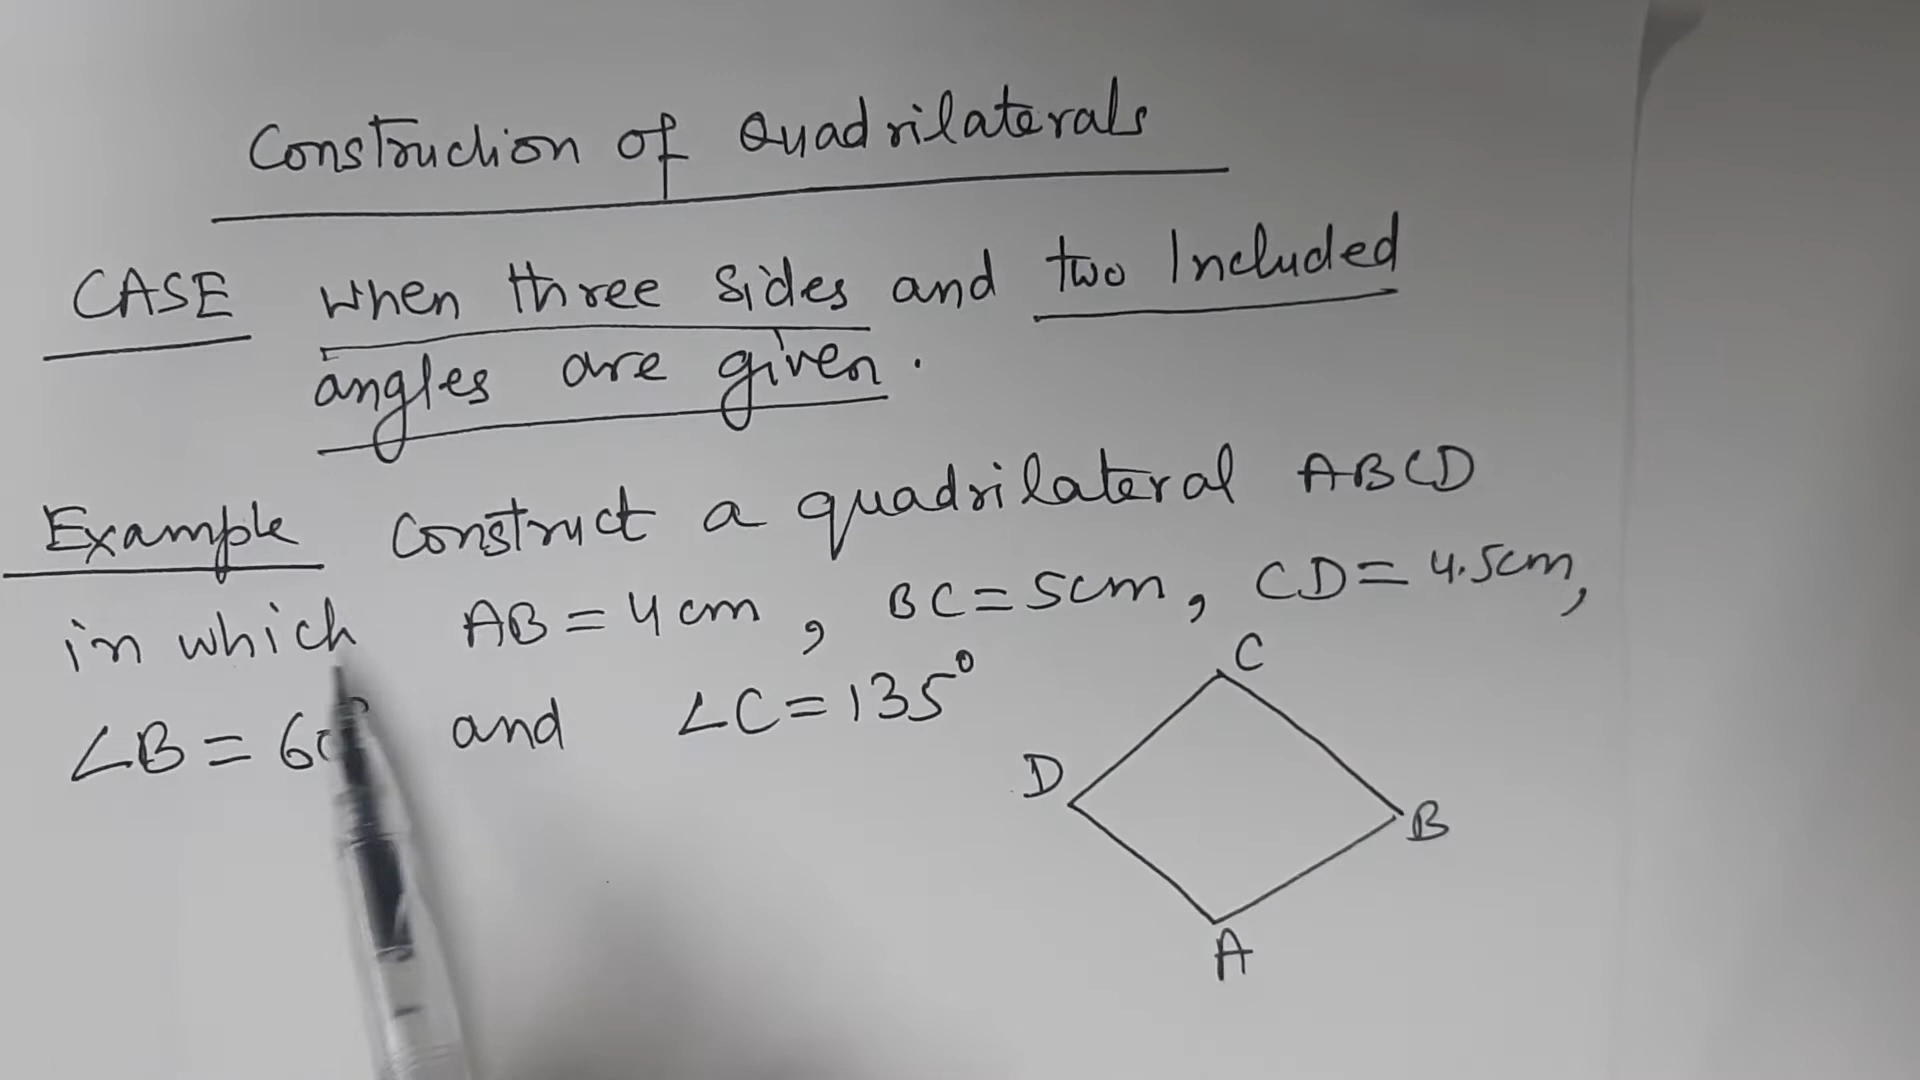 Construction of Quadrilaterals
CASE when three sides and two Included
angles are given.
Example construct a quadrilateral ABCD
in which AB = 4 cm, BC = 5cm, CD = 4.5cm,
∠B = 60° and ∠C = 135°
C
D
B
A